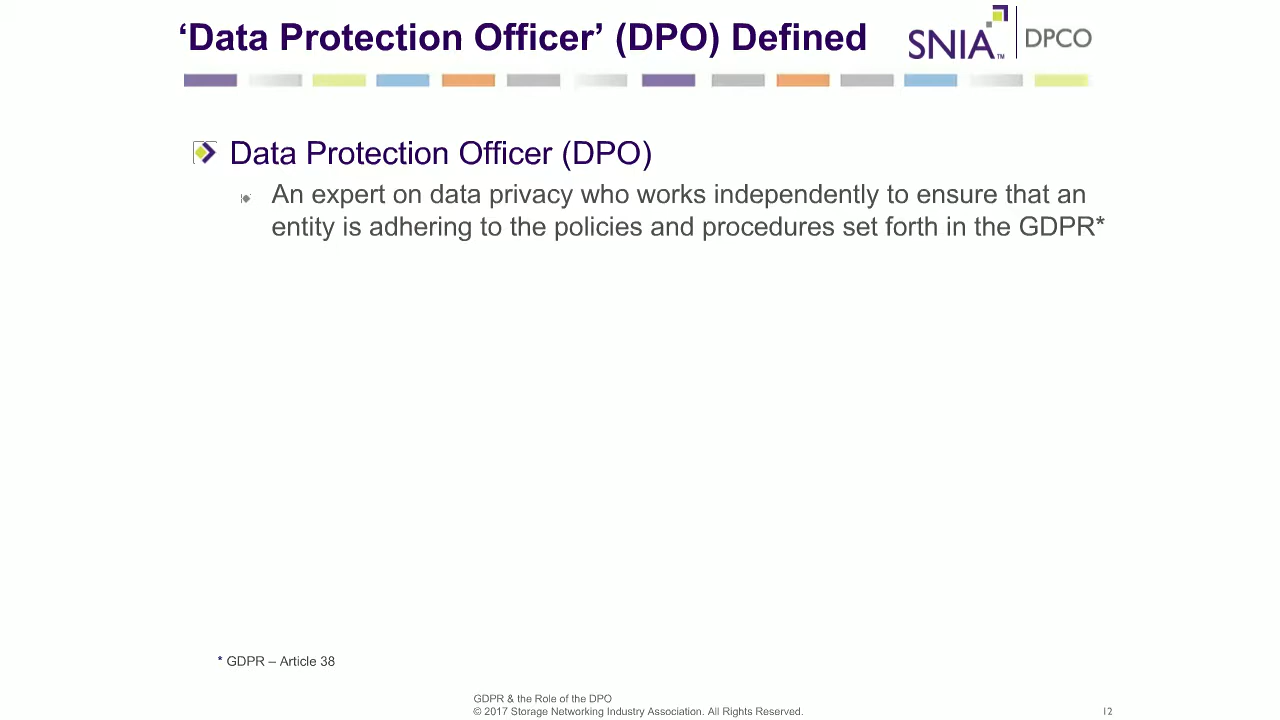 ‘Data Protection Officer’ (DPO) Defined
SNIA™ | DPCO
Data Protection Officer (DPO)
An expert on data privacy who works independently to ensure that an
entity is adhering to the policies and procedures set forth in the GDPR*
* GDPR – Article 38
GDPR & the Role of the DPO
© 2017 Storage Networking Industry Association. All Rights Reserved.
12